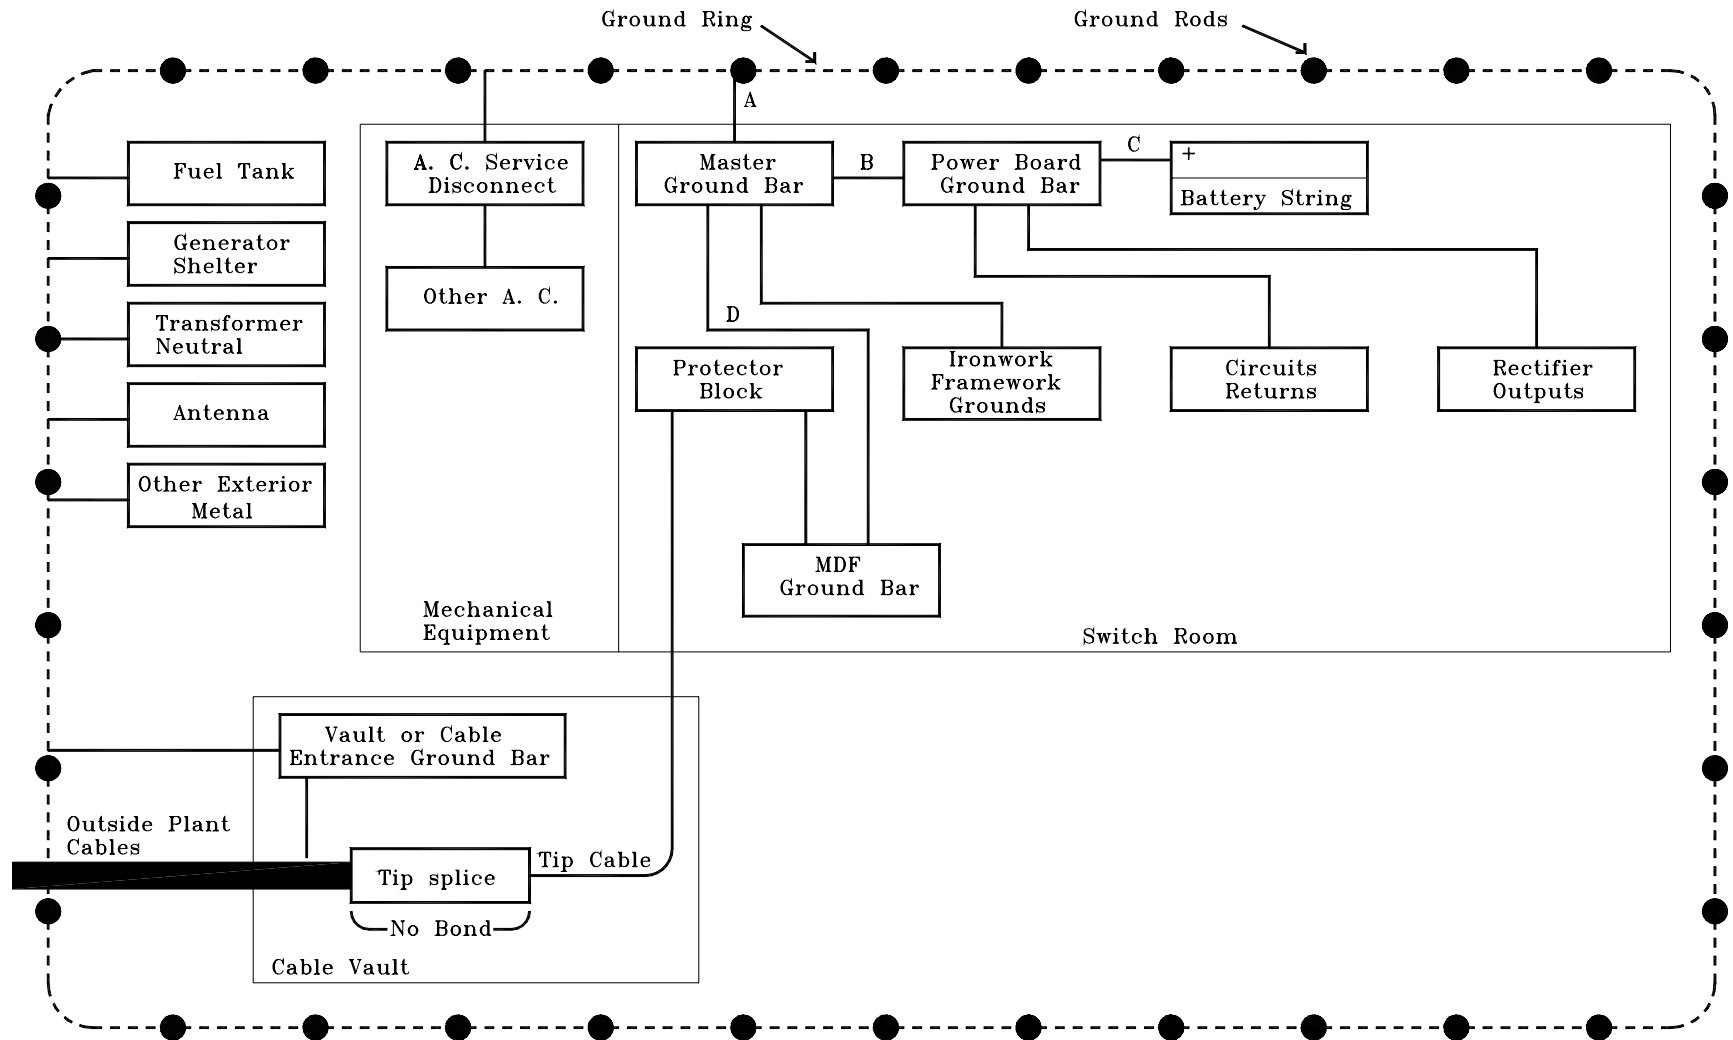 Ground Ring
Ground Rods
A
Fuel Tank
Generator
Shelter
Transformer
Neutral
Antenna
Other Exterior
Metal
A. C. Service
Disconnect
Other A. C.
Mechanical
Equipment
Master
Ground Bar
B
Power Board
Ground Bar
C
+
Battery String
D
Protector
Block
Ironwork
Framework
Grounds
Circuits
Returns
Rectifier
Outputs
MDF
Ground Bar
Switch Room
Vault or Cable
Entrance Ground Bar
Outside Plant
Cables
Tip splice
Tip Cable
No Bond
Cable Vault